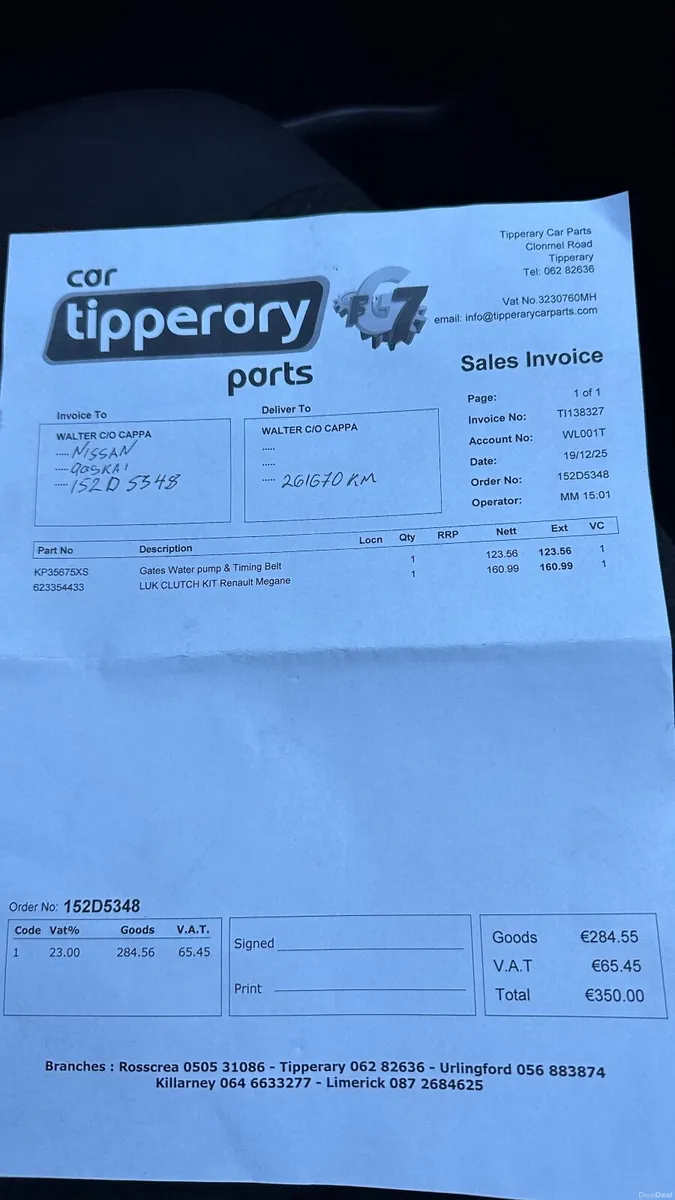 Tipperary Car Parts
Clonmel Road
Tipperary
Tel: 062 82636
Vat No.3230760MH
email: info@tipperarycarparts.com
car
tipperary
parts
Sales Invoice
Page: 1 of 1
Invoice No: TI138327
Account No: WL001T
Date: 19/12/25
Order No: 152D5348
Operator: MM 15:01
Invoice To
WALTER C/O CAPPA
..... NISSAN
..... QASKAI
..... 152 D 5348
Deliver To
WALTER C/O CAPPA
.....
.....
..... 261670 KM
Part No Description Locn Qty RRP Nett Ext VC
KP35675XS Gates Water pump & Timing Belt 1 123.56 123.56 1
623354433 LUK CLUTCH KIT Renault Megane 1 160.99 160.99 1
Order No: 152D5348
Code Vat% Goods V.A.T.
1 23.00 284.56 65.45
Signed
Print
Goods €284.55
V.A.T €65.45
Total €350.00
Branches : Rosscrea 0505 31086 - Tipperary 062 82636 - Urlingford 056 883874
Killarney 064 6633277 - Limerick 087 2684625
DoneDeal